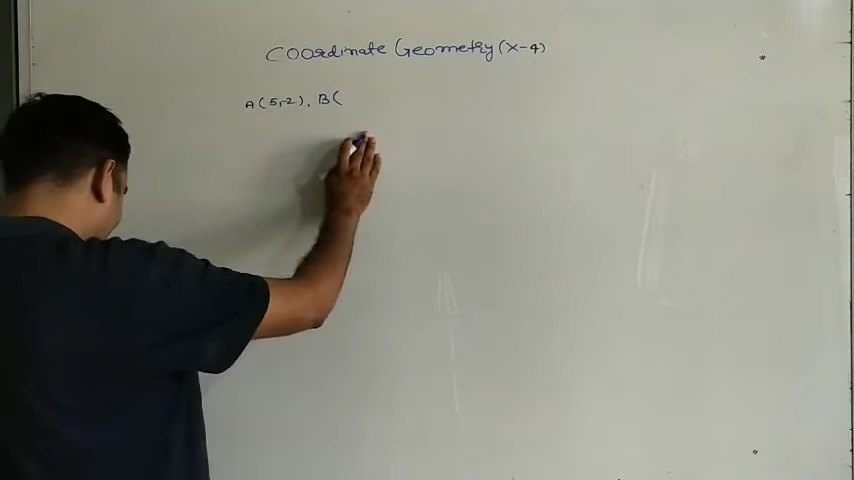 Coordinate Geometry (X-4)
A(5,-2), B(